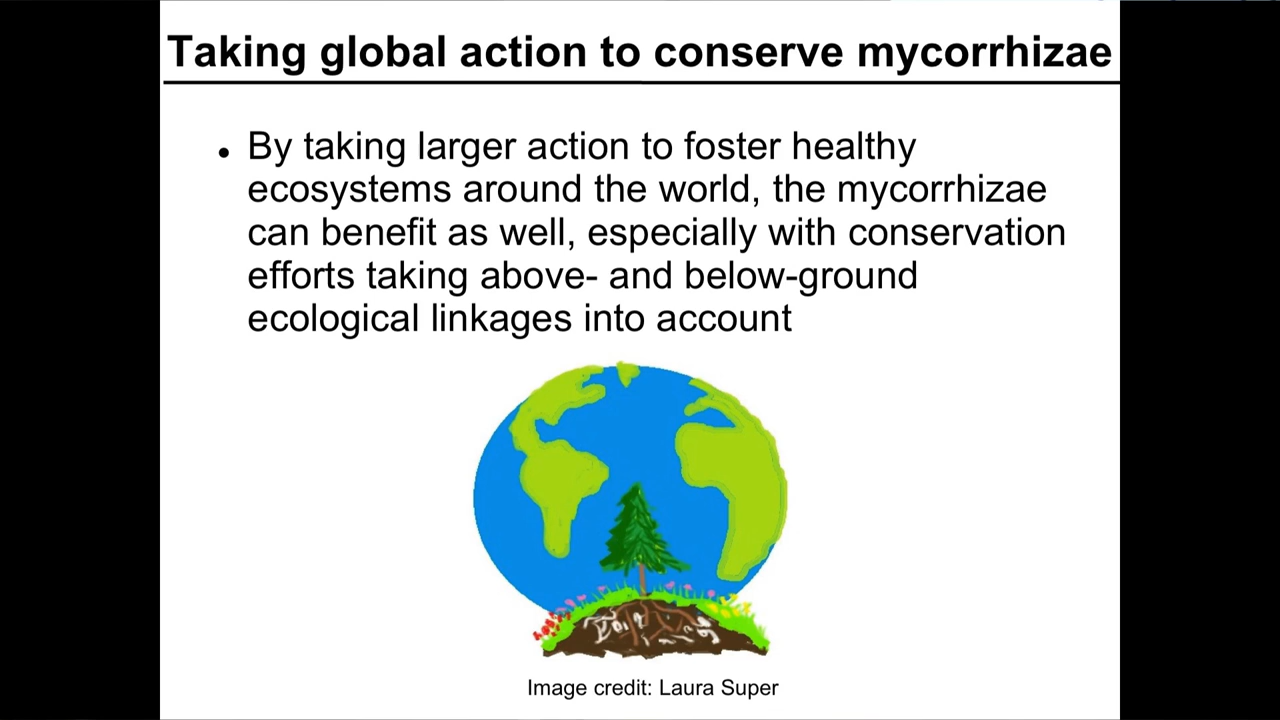 Taking global action to conserve mycorrhizae
• By taking larger action to foster healthy
ecosystems around the world, the mycorrhizae
can benefit as well, especially with conservation
efforts taking above- and below-ground
ecological linkages into account
Image credit: Laura Super